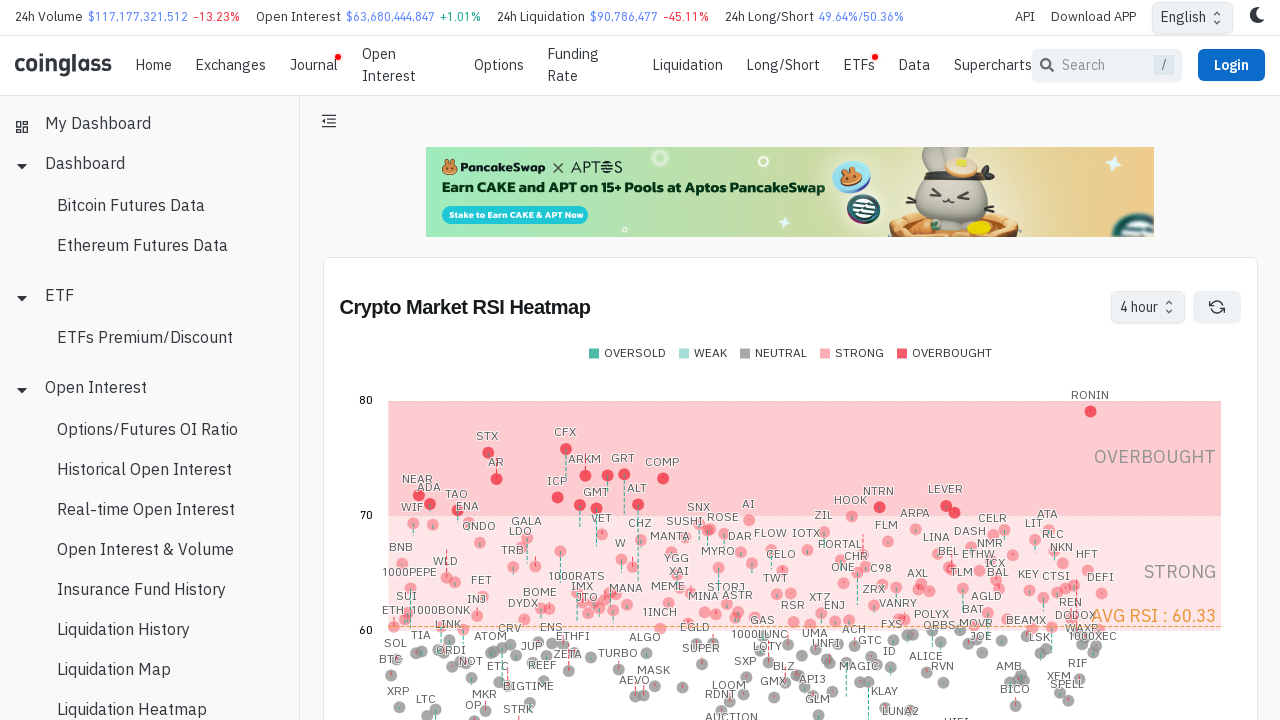 24h Volume $117,177,321,512 -13.23% Open Interest $63,680,444,847 +1.01% 24h Liquidation $90,786,477 -45.11% 24h Long/Short 49.64%/50.36% API Download APP English
coinglass Home Exchanges Journal Open Interest Options Funding Rate Liquidation Long/Short ETFs Data Supercharts Search / Login
My Dashboard
Dashboard
Bitcoin Futures Data
Ethereum Futures Data
ETF
ETFs Premium/Discount
Open Interest
Options/Futures OI Ratio
Historical Open Interest
Real-time Open Interest
Open Interest & Volume
Insurance Fund History
Liquidation History
Liquidation Map
Liquidation Heatmap
PancakeSwap X APTOS
Earn CAKE and APT on 15+ Pools at Aptos PancakeSwap
Stake to Earn CAKE & APT Now
Crypto Market RSI Heatmap
4 hour
OVERSOLD WEAK NEUTRAL STRONG OVERBOUGHT
80
RONIN
STX CFX
OVERBOUGHT
AR ARKM GRT COMP
NEAR ADA TAO ICP GMT ALT HOOK NTRN LEVER
WIF ENA SNX AI
70
ONDO GALA LDO VET CHZ SUSHI ROSE ZIL FLM ARPA CELR ATA
MANTA DAR FLOW IOTX LINA DASH LIT RLC
BNB TRB W MYRO CELO PORTAL BEL NMR NKN
WLD YGG CHR ETHW ICX HFT
1000PEPE FET 1000RATS XAI TWT ONE C98 AXL TLM BAL KEY CTSI DEFI
STRONG
SUI INJ BOME IMX MANA MEME STORJ ZRX AGLD
ETH 1000BONK DYDX JTO 1INCH MINA ASTR RSR XTZ ENJ VANRY POLYX BAT REN
AVG RSI : 60.33
60
LINK CRV ENS EGLD GAS ACH FXS ORBS MOVR BEAMX
SOL TIA ATOM ETHFI ALGO 1000LUNC UMA GTC JOE LSK 1000XEC
BTC ORDI JUP SUPER LQTY UNFI ID ALICE
NOT ETC REEF ZETA TURBO SXP BLZ MAGIC RVN AMB RIF
XRP BIGTIME AEVO MASK LOOM GMX API3 KLAY BICO XEM SPELL
LTC MKR RDNT GLM
OP STRK AUCTION LUNA2